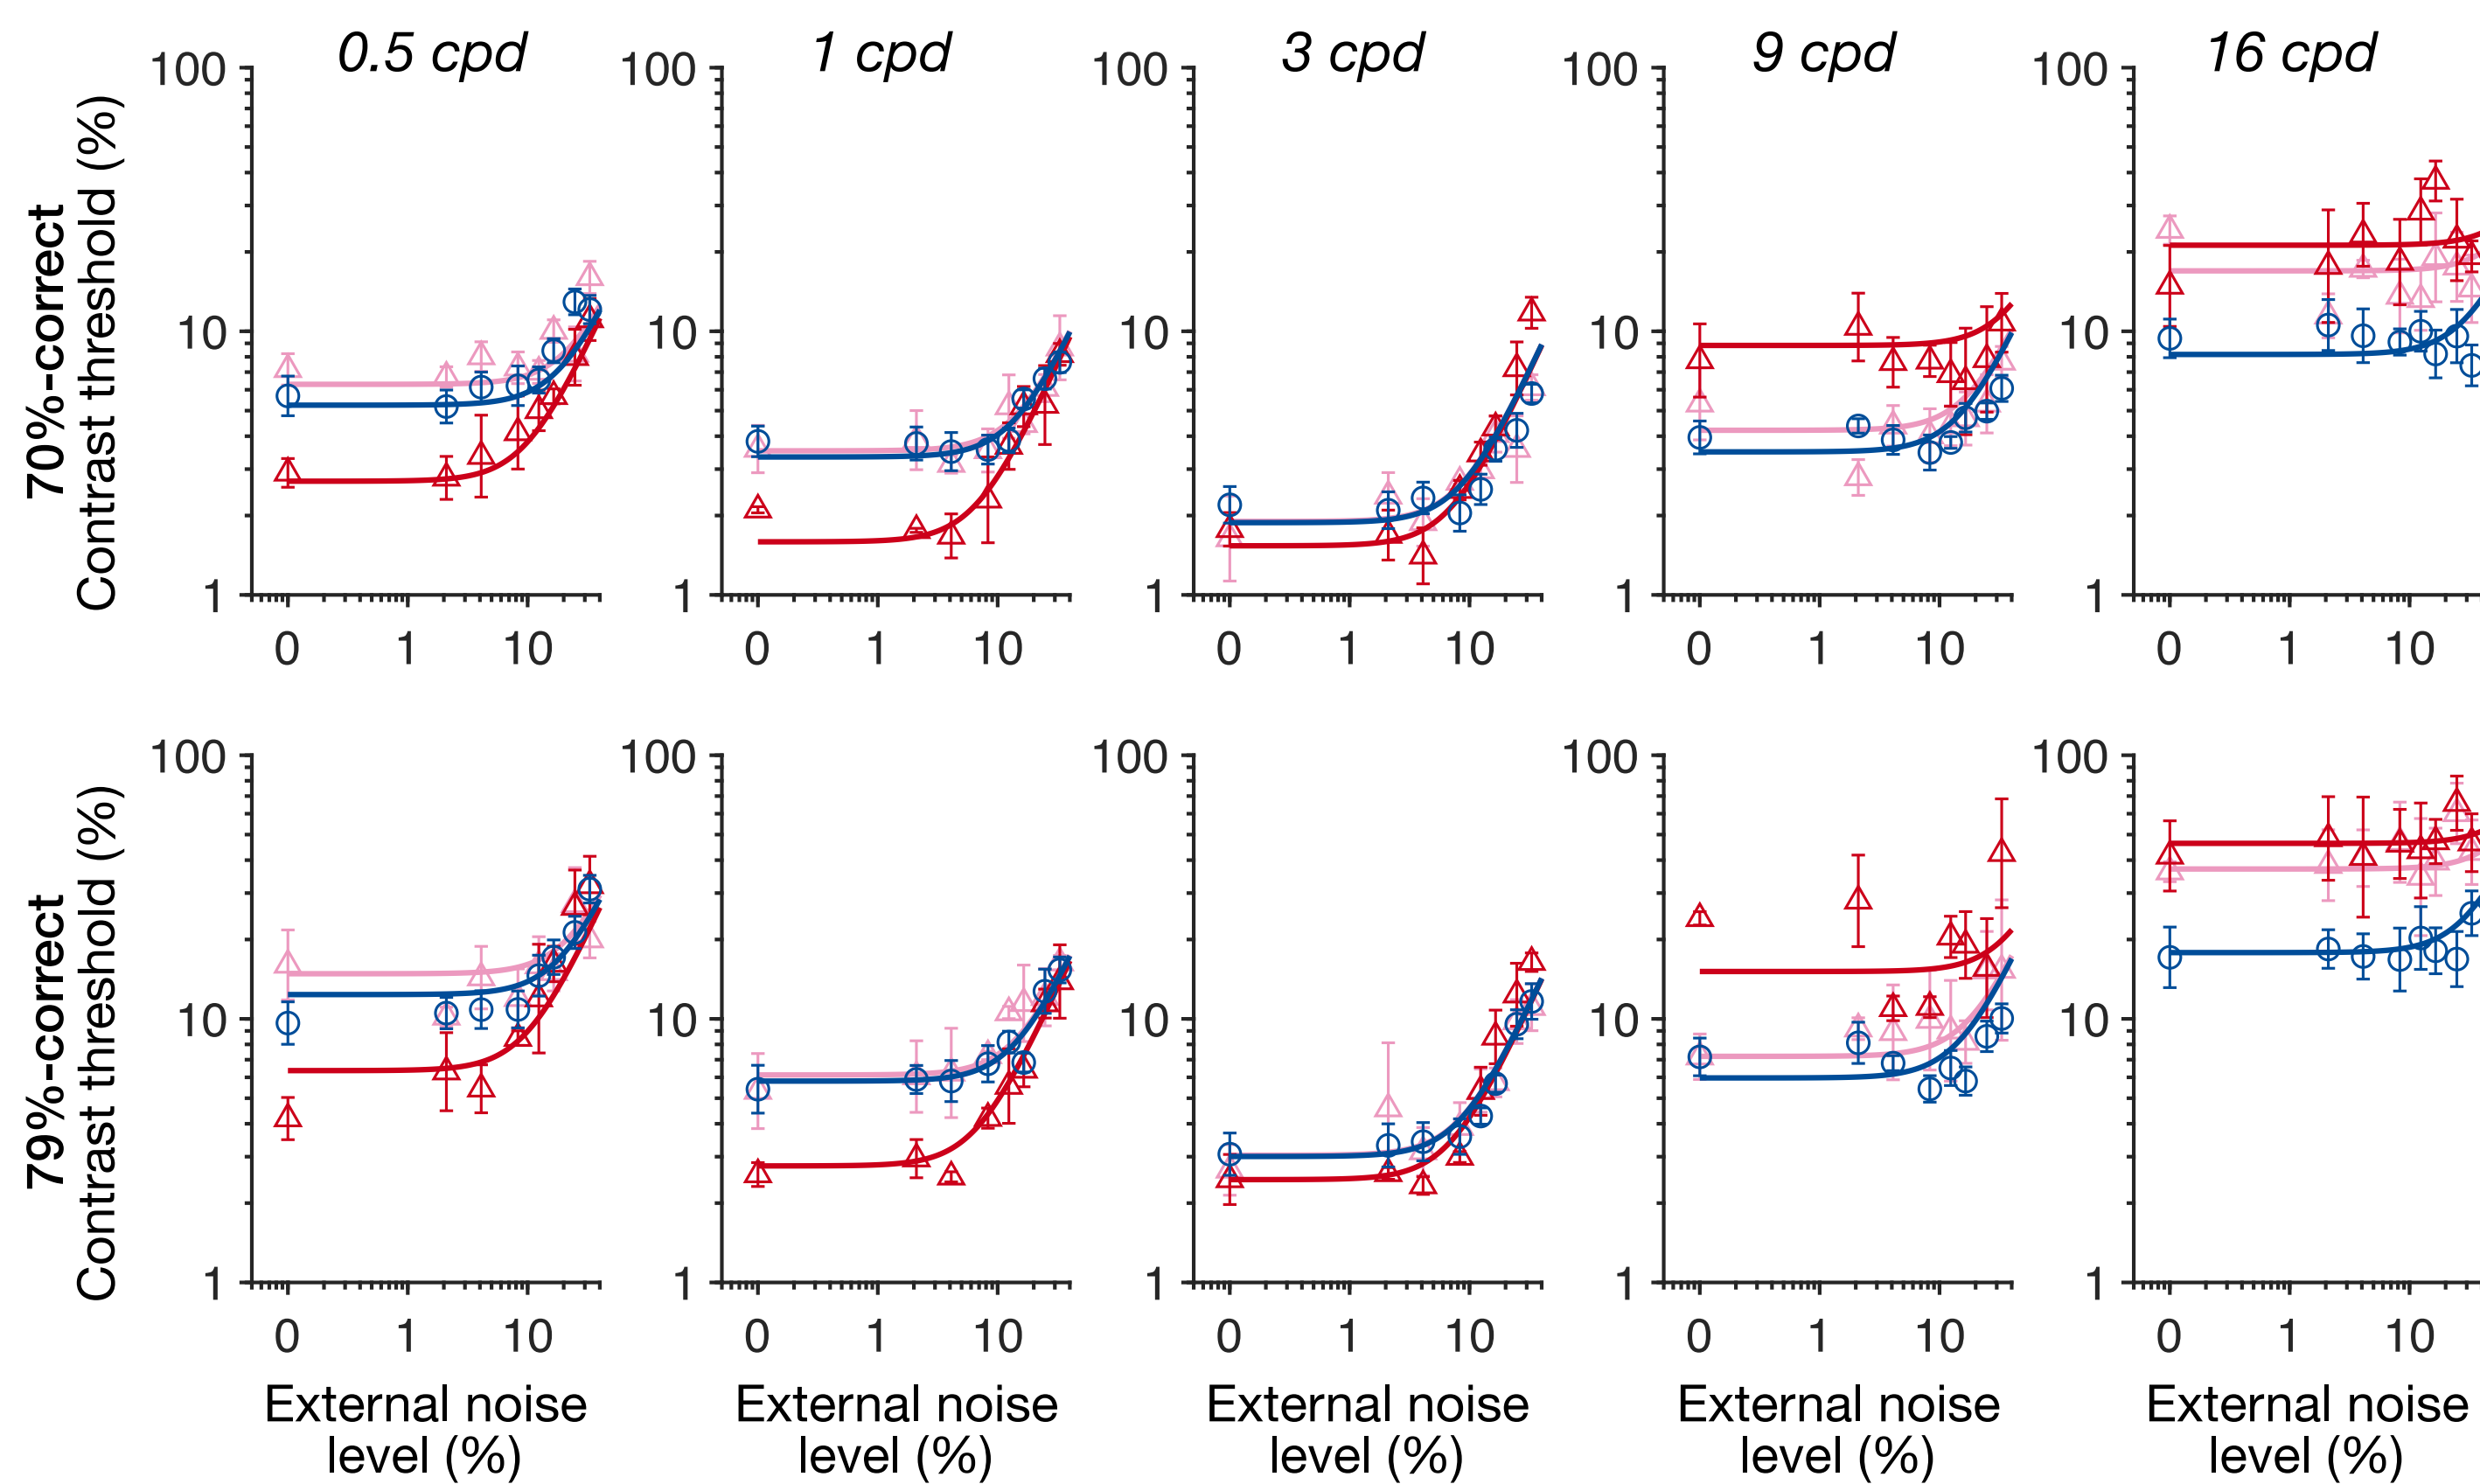 0.5 cpd 1 cpd 3 cpd 9 cpd 16 cpd
70%-correct
Contrast threshold (%)
100 100 100 100 100
10 10 10 10 10
1 1 1 1 1
0 1 10 0 1 10 0 1 10 0 1 10 0 1 10
79%-correct
Contrast threshold (%)
100 100 100 100 100
10 10 10 10 10
1 1 1 1 1
0 1 10 0 1 10 0 1 10 0 1 10 0 1 10
External noise External noise External noise External noise External noise
level (%) level (%) level (%) level (%) level (%)